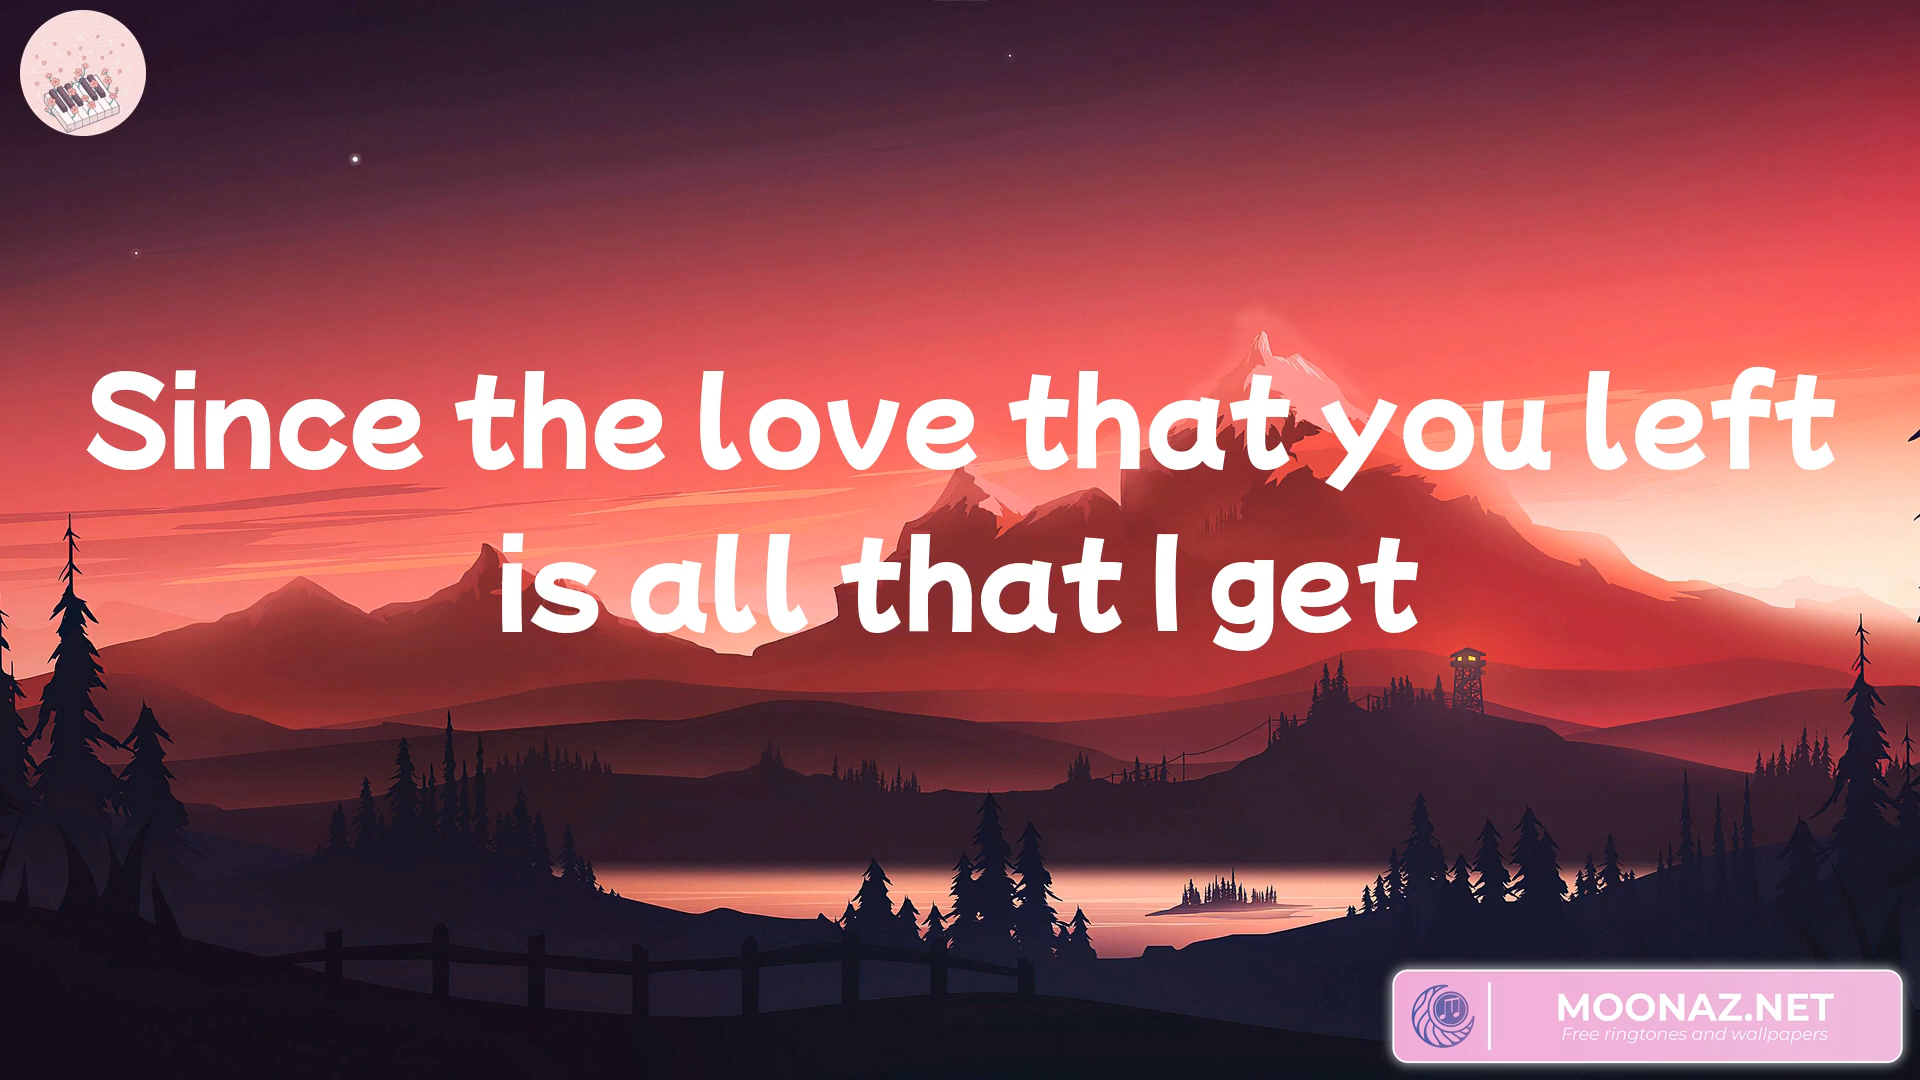 Since the love that you left
is all that I get
MOONAZ.NET
Free ringtones and wallpapers